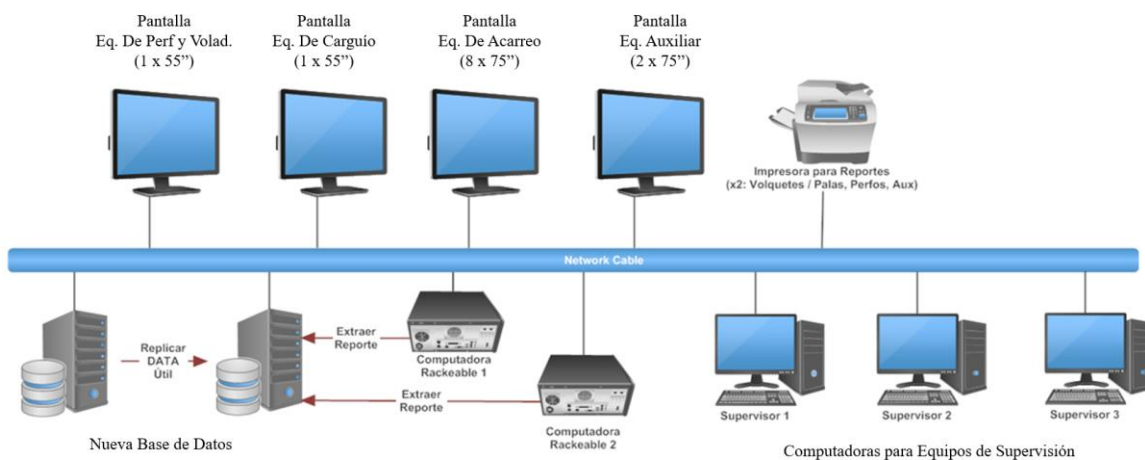 Pantalla
Eq. De Perf y Volad.
(1 x 55”)
Pantalla
Eq. De Carguío
(1 x 55”)
Pantalla
Eq. De Acarreo
(8 x 75”)
Pantalla
Eq. Auxiliar
(2 x 75”)
Impresora para Reportes
(x2: Volquetes / Palas, Perfos, Aux)
Network Cable
Replicar
DATA
Útil
Extraer
Reporte
Computadora
Rackeable 1
Extraer
Reporte
Computadora
Rackeable 2
Supervisor 1
Supervisor 2
Supervisor 3
Nueva Base de Datos
Computadoras para Equipos de Supervisión